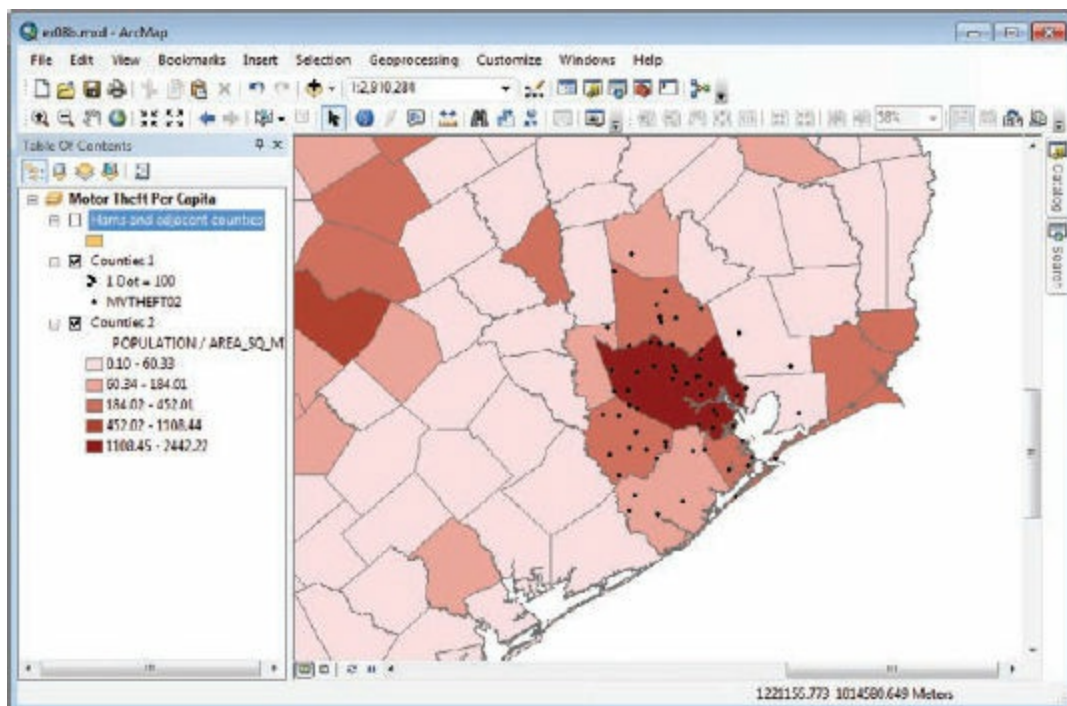 ex08b.mxd - ArcMap
File Edit View Bookmarks Insert Selection Geoprocessing Customize Windows Help
1:2,910,284
98%
Table Of Contents
Motor Theft Per Capita
Harris and adjacent counties
Counties 1
1 Dot = 100
MVTHEFT02
Counties 2
POPULATION / AREA_SQ_M
0.10 - 60.33
60.34 - 184.01
184.02 - 452.01
452.02 - 1108.44
1108.45 - 2442.22
Catalog
Search
1221155.773 1014580.649 Meters